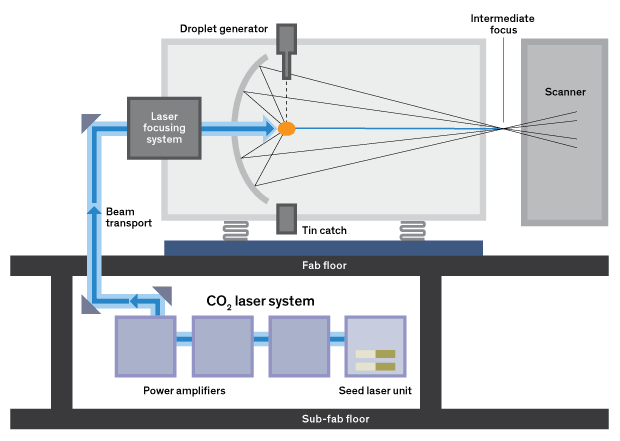 Intermediate
focus
Droplet generator
Scanner
Laser
focusing
system
Beam
transport
Tin catch
Fab floor
CO₂ laser system
Power amplifiers
Seed laser unit
Sub-fab floor